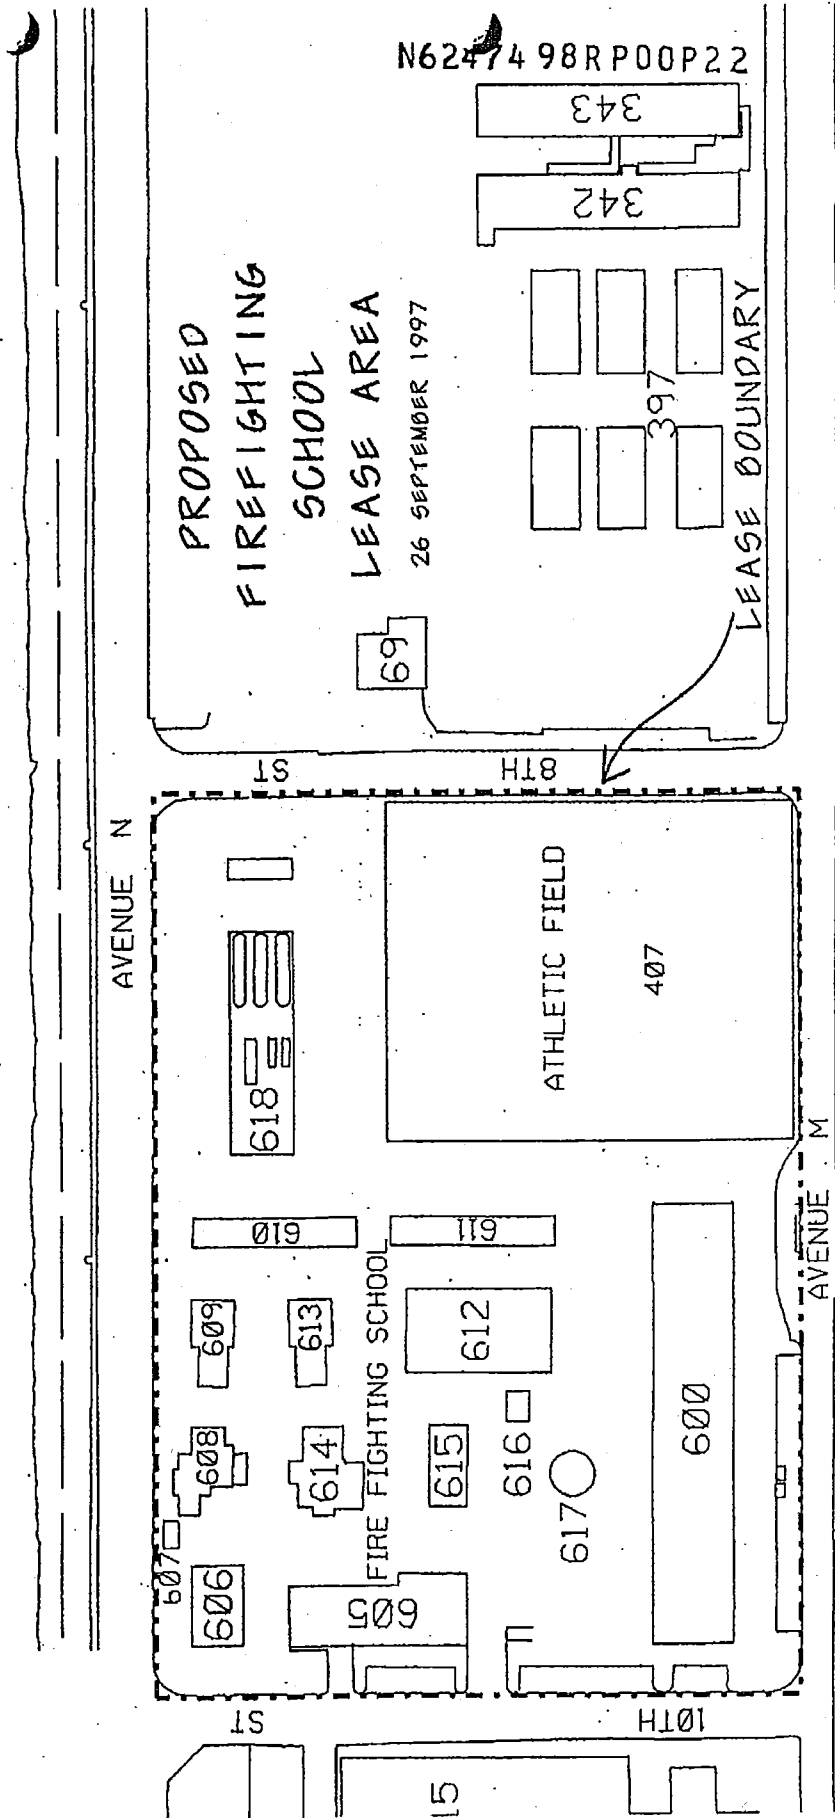 N6247498RP00P22
343
342
PROPOSED
FIREFIGHTING
SCHOOL
LEASE AREA
26 SEPTEMBER 1997
397
LEASE BOUNDARY
69
8TH ST
AVENUE N
ATHLETIC FIELD
407
618
610
611
609
613
612
FIRE FIGHTING SCHOOL
608
614
615
616
617
600
607
606
605
AVENUE M
10TH ST
15